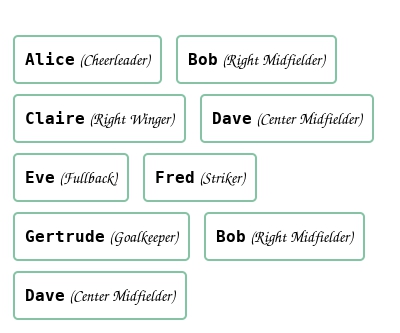 Alice (Cheerleader) Bob (Right Midfielder)
Claire (Right Winger) Dave (Center Midfielder)
Eve (Fullback) Fred (Striker)
Gertrude (Goalkeeper) Bob (Right Midfielder)
Dave (Center Midfielder)